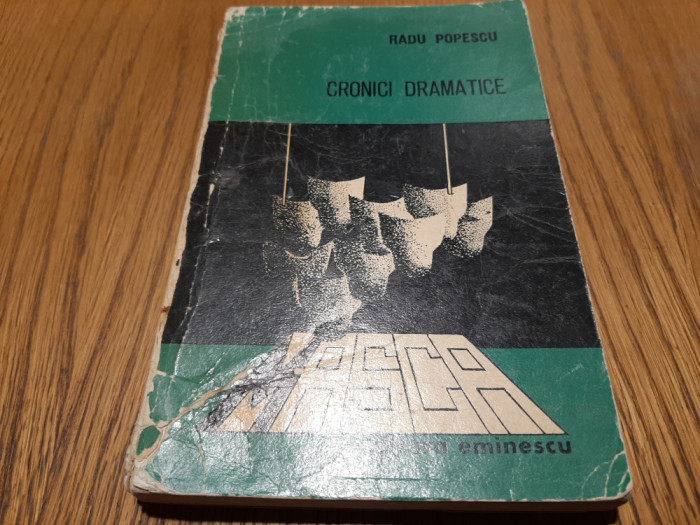 RADU POPESCU
CRONICI DRAMATICE
MASCA
eminescu